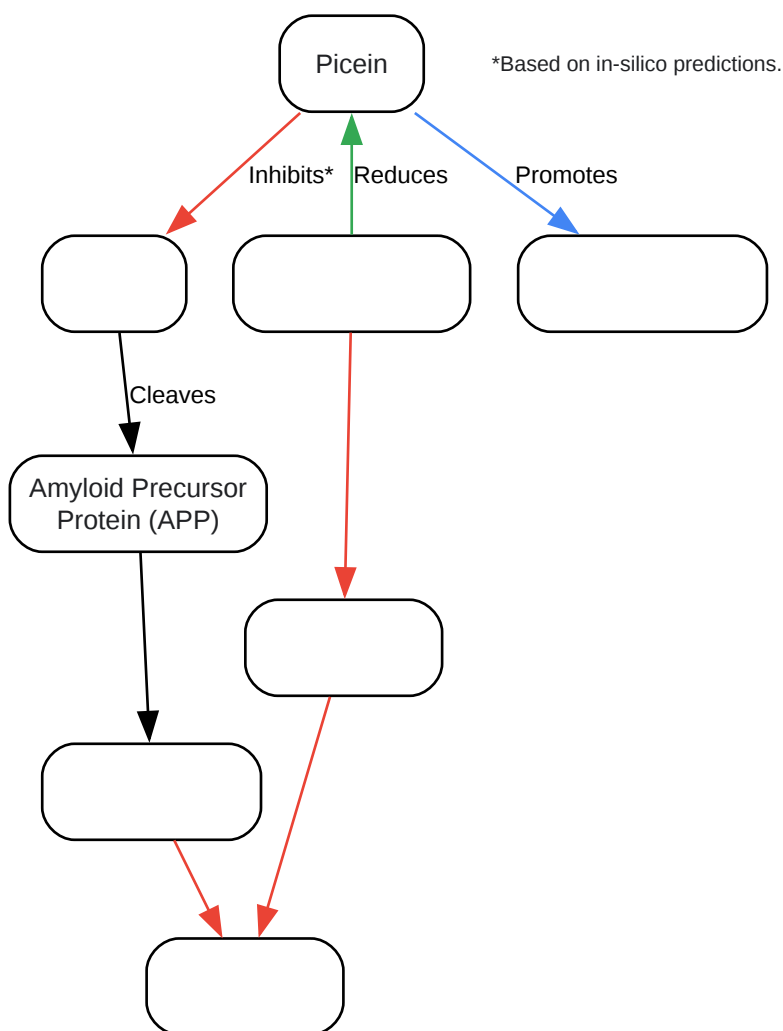 Picein
*Based on in-silico predictions.
Inhibits*
Reduces
Promotes
Cleaves
Amyloid Precursor
Protein (APP)